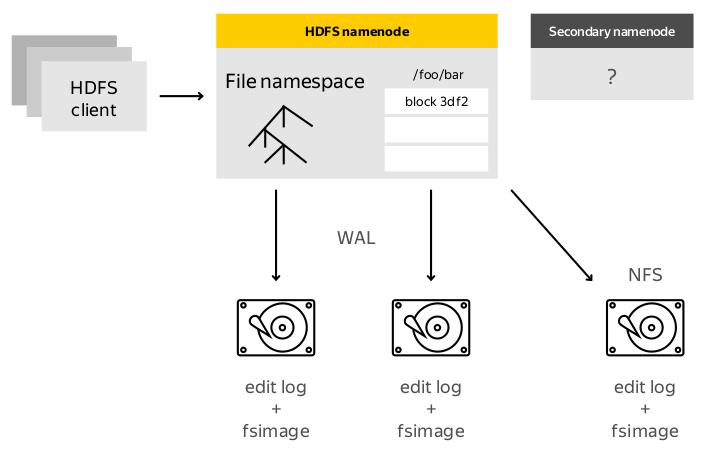 HDFS
client
HDFS namenode
File namespace
/foo/bar
block 3df2
Secondary namenode
?
WAL
NFS
edit log
+
fsimage
edit log
+
fsimage
edit log
+
fsimage